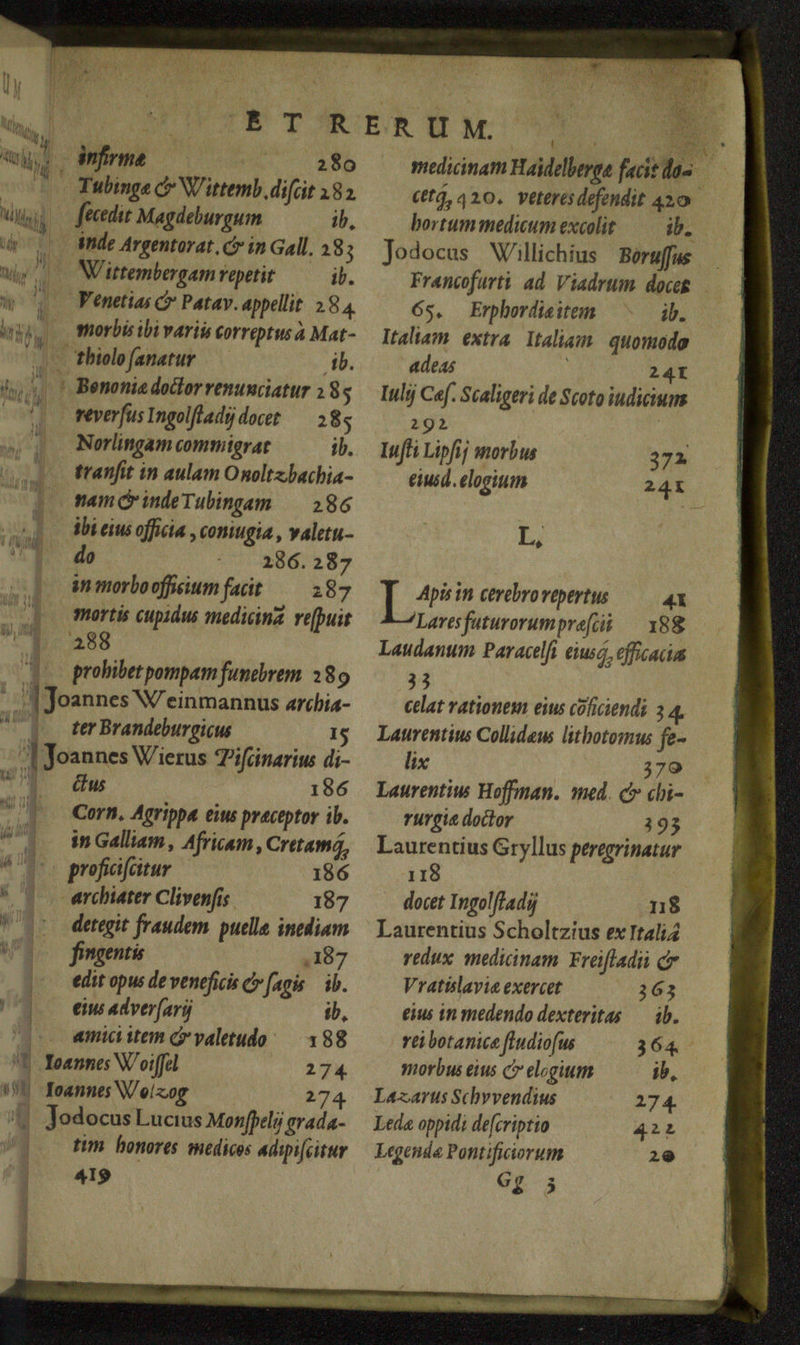 ET RERUM.
infirmæ 280
Tubingæ & Wittemb. discit 282
secedit Magdeburgum ib.
inde Argentorat. & in Gall. 283
Wittembergam repetit ib.
Venetias & Patav. appellit 284
morbis ibi variis correptus à Mat-
thiolo sanatur ib.
Bononiæ doctor renunciatur 285
reversus Ingolstadij docet 285
Norlingam commigrat ib.
transit in aulam Onoltzbachia-
nam & inde Tubingam 286
ibi eius officia, coniugia, valetu-
do 286. 287
in morbo officium facit 287
mortis cupidus medicinã respuit
288
prohibet pompam funebrem 289
Joannes Weinmannus archia-
ter Brandeburgicus 15
Joannes Wierus Piscinarius di-
ctus 186
Corn. Agrippa eius præceptor ib.
in Galliam, Africam, Cretamq́,
proficiscitur 186
archiater Clivensis 187
detegit fraudem puellæ inediam
fingentis 187
edit opus de veneficis & sagis ib.
eius adversarij ib.
amici item & valetudo 188
Ioannes Woissel 274
Ioannes Wolzog 274
Jodocus Lucius Monspelij grada-
tim honores medicos adipiscitur
419
medicinam Haidelbergæ facit do-
cetq́, 420. veteres defendit 420
hortum medicum excolit ib.
Jodocus Willichius Borussus
Francofurti ad Viadrum docet
65. Erphordiæ item ib.
Italiam extra Italiam quomodo
adeas 241
Iulij Cæs. Scaligeri de Scoto iudicium
292
Iusti Lipsij morbus 372
eiusd. elogium 241
L.
LApis in cerebro repertus 41
Lares futurorum præscii 188
Laudanum Paracelsi eiusq́, efficacia
33
celat rationem eius cõficiendi 34
Laurentius Collidæus lithotomus fe-
lix 370
Laurentius Hoffman. med. & chi-
rurgiæ doctor 393
Laurentius Gryllus peregrinatur
118
docet Ingolstadij 118
Laurentius Scholtzius ex Italiâ
redux medicinam Freistadii &
Vratislaviæ exercet 363
eius in medendo dexteritas ib.
rei botanicæ studiosus 364
morbus eius & elogium ib.
Lazarus Schvvendius 274
Ledæ oppidi descriptio 422
Legenda Pontificiorum 20
Gg 3